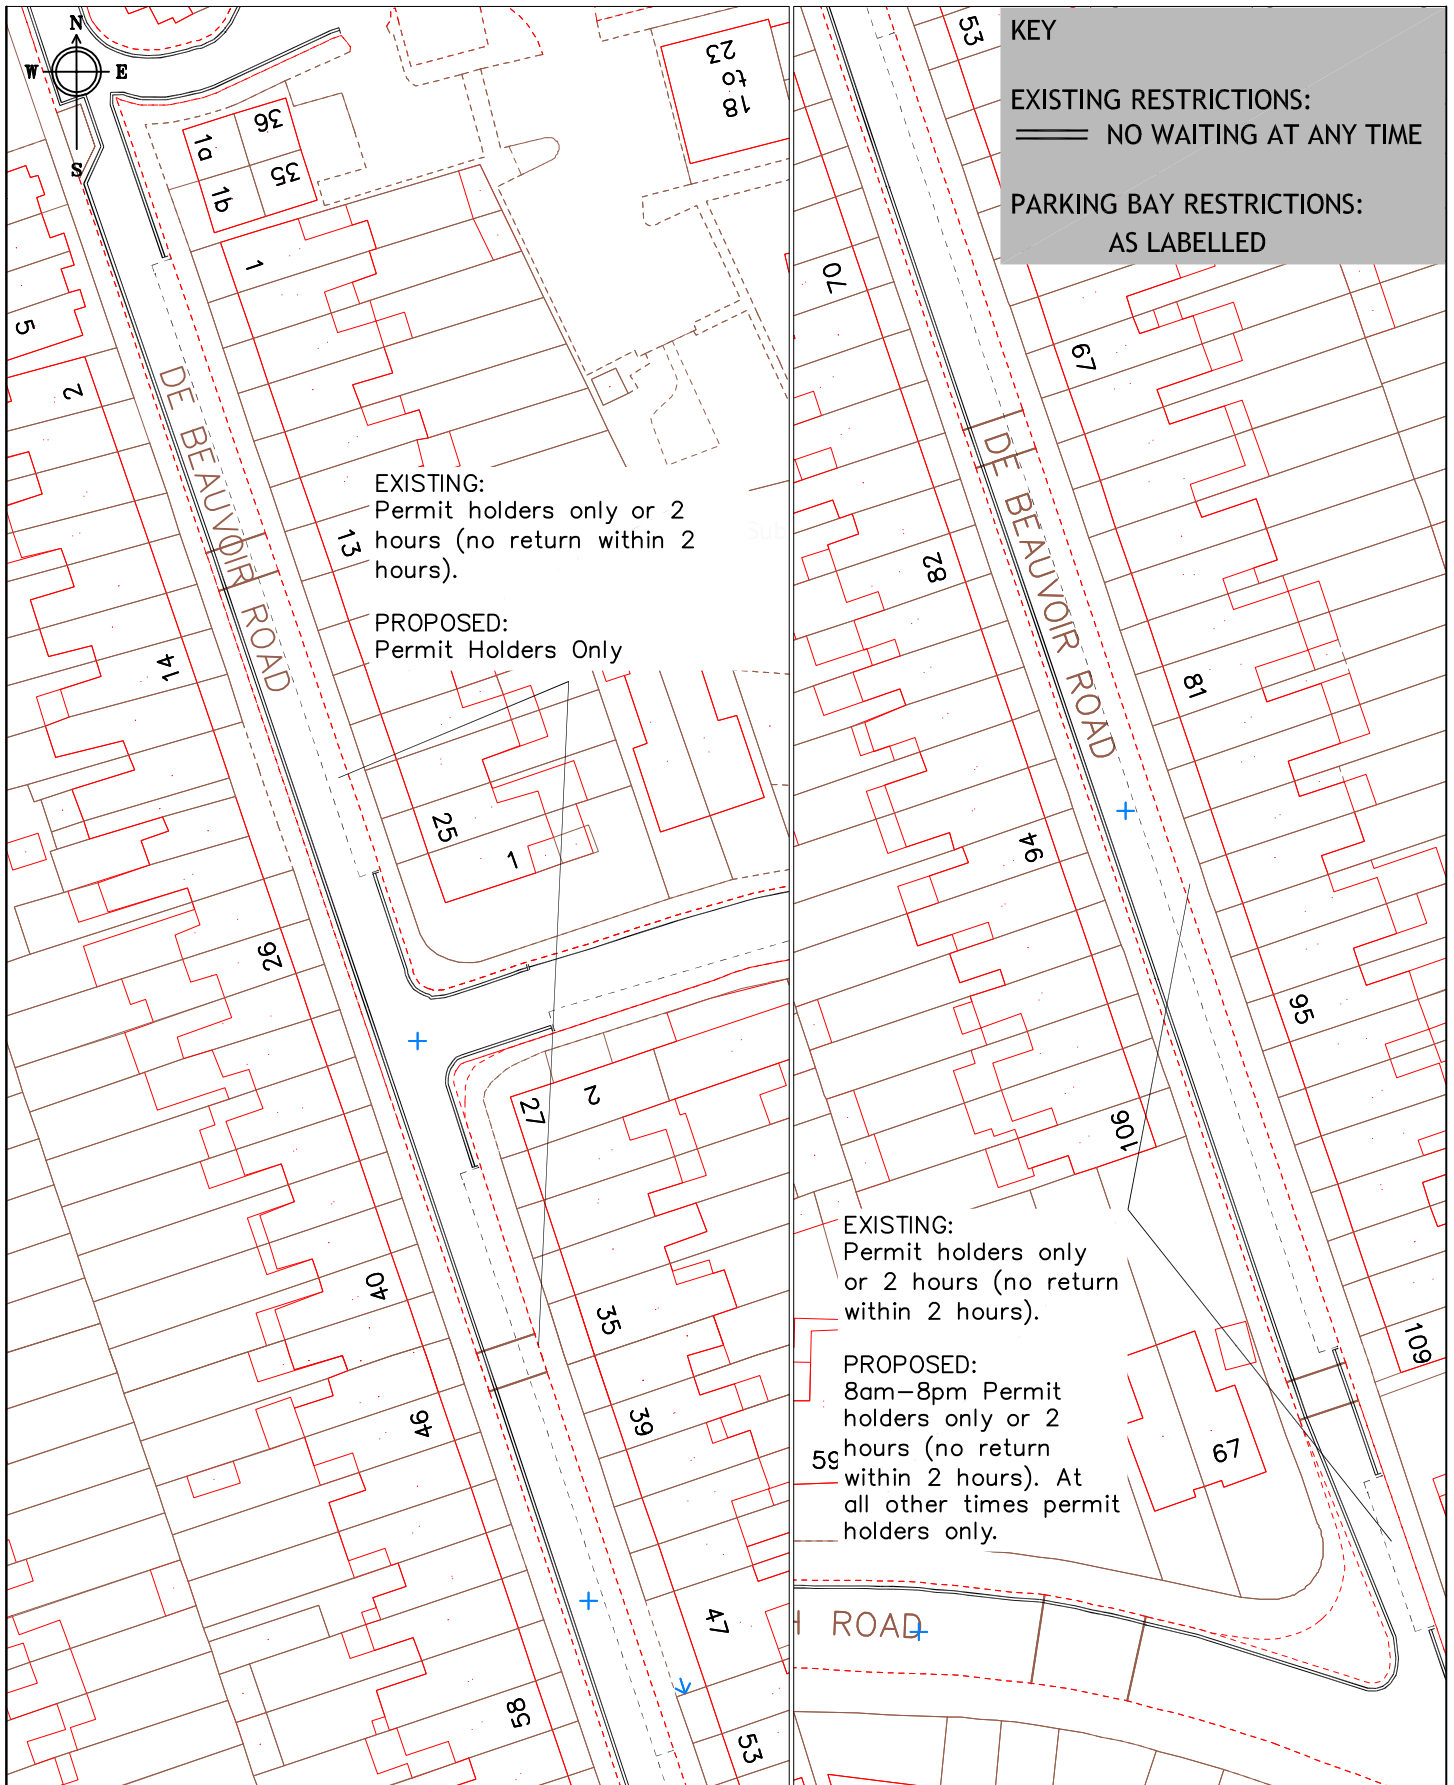 N
W E
S
1a
36
1b
35
1
5
2
DE BEAUVOIR ROAD
13
14
EXISTING:
Permit holders only or 2
hours (no return within 2
hours).
PROPOSED:
Permit Holders Only
25
1
26
27
2
40
35
46
39
47
58
53
18
to
23
53
KEY
EXISTING RESTRICTIONS:
NO WAITING AT ANY TIME
PARKING BAY RESTRICTIONS:
AS LABELLED
70
67
DE BEAUVOIR ROAD
82
81
94
95
106
109
EXISTING:
Permit holders only
or 2 hours (no return
within 2 hours).
PROPOSED:
8am-8pm Permit
holders only or 2
hours (no return
within 2 hours). At
all other times permit
holders only.
59
67
H ROAD